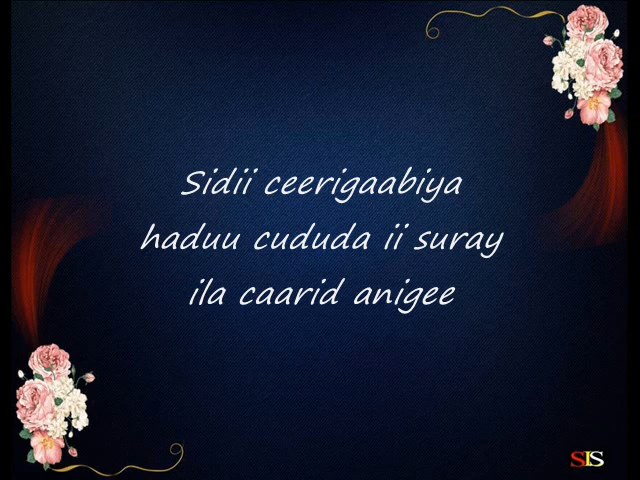 Sidii ceerigaabiya
haduu cududa ii suray
ila caarid anigee
SIS